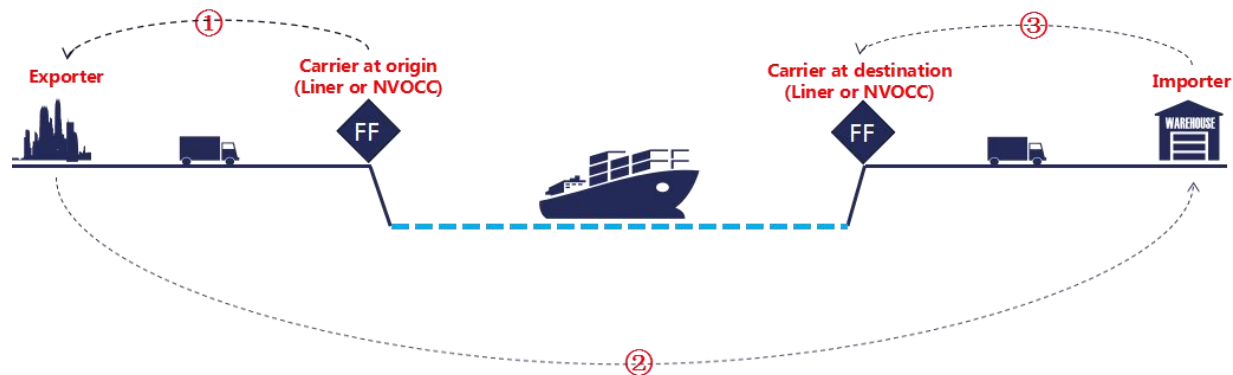 ①
③
Exporter
Carrier at origin
(Liner or NVOCC)
Carrier at destination
(Liner or NVOCC)
Importer
FF
FF
WAREHOUSE
②